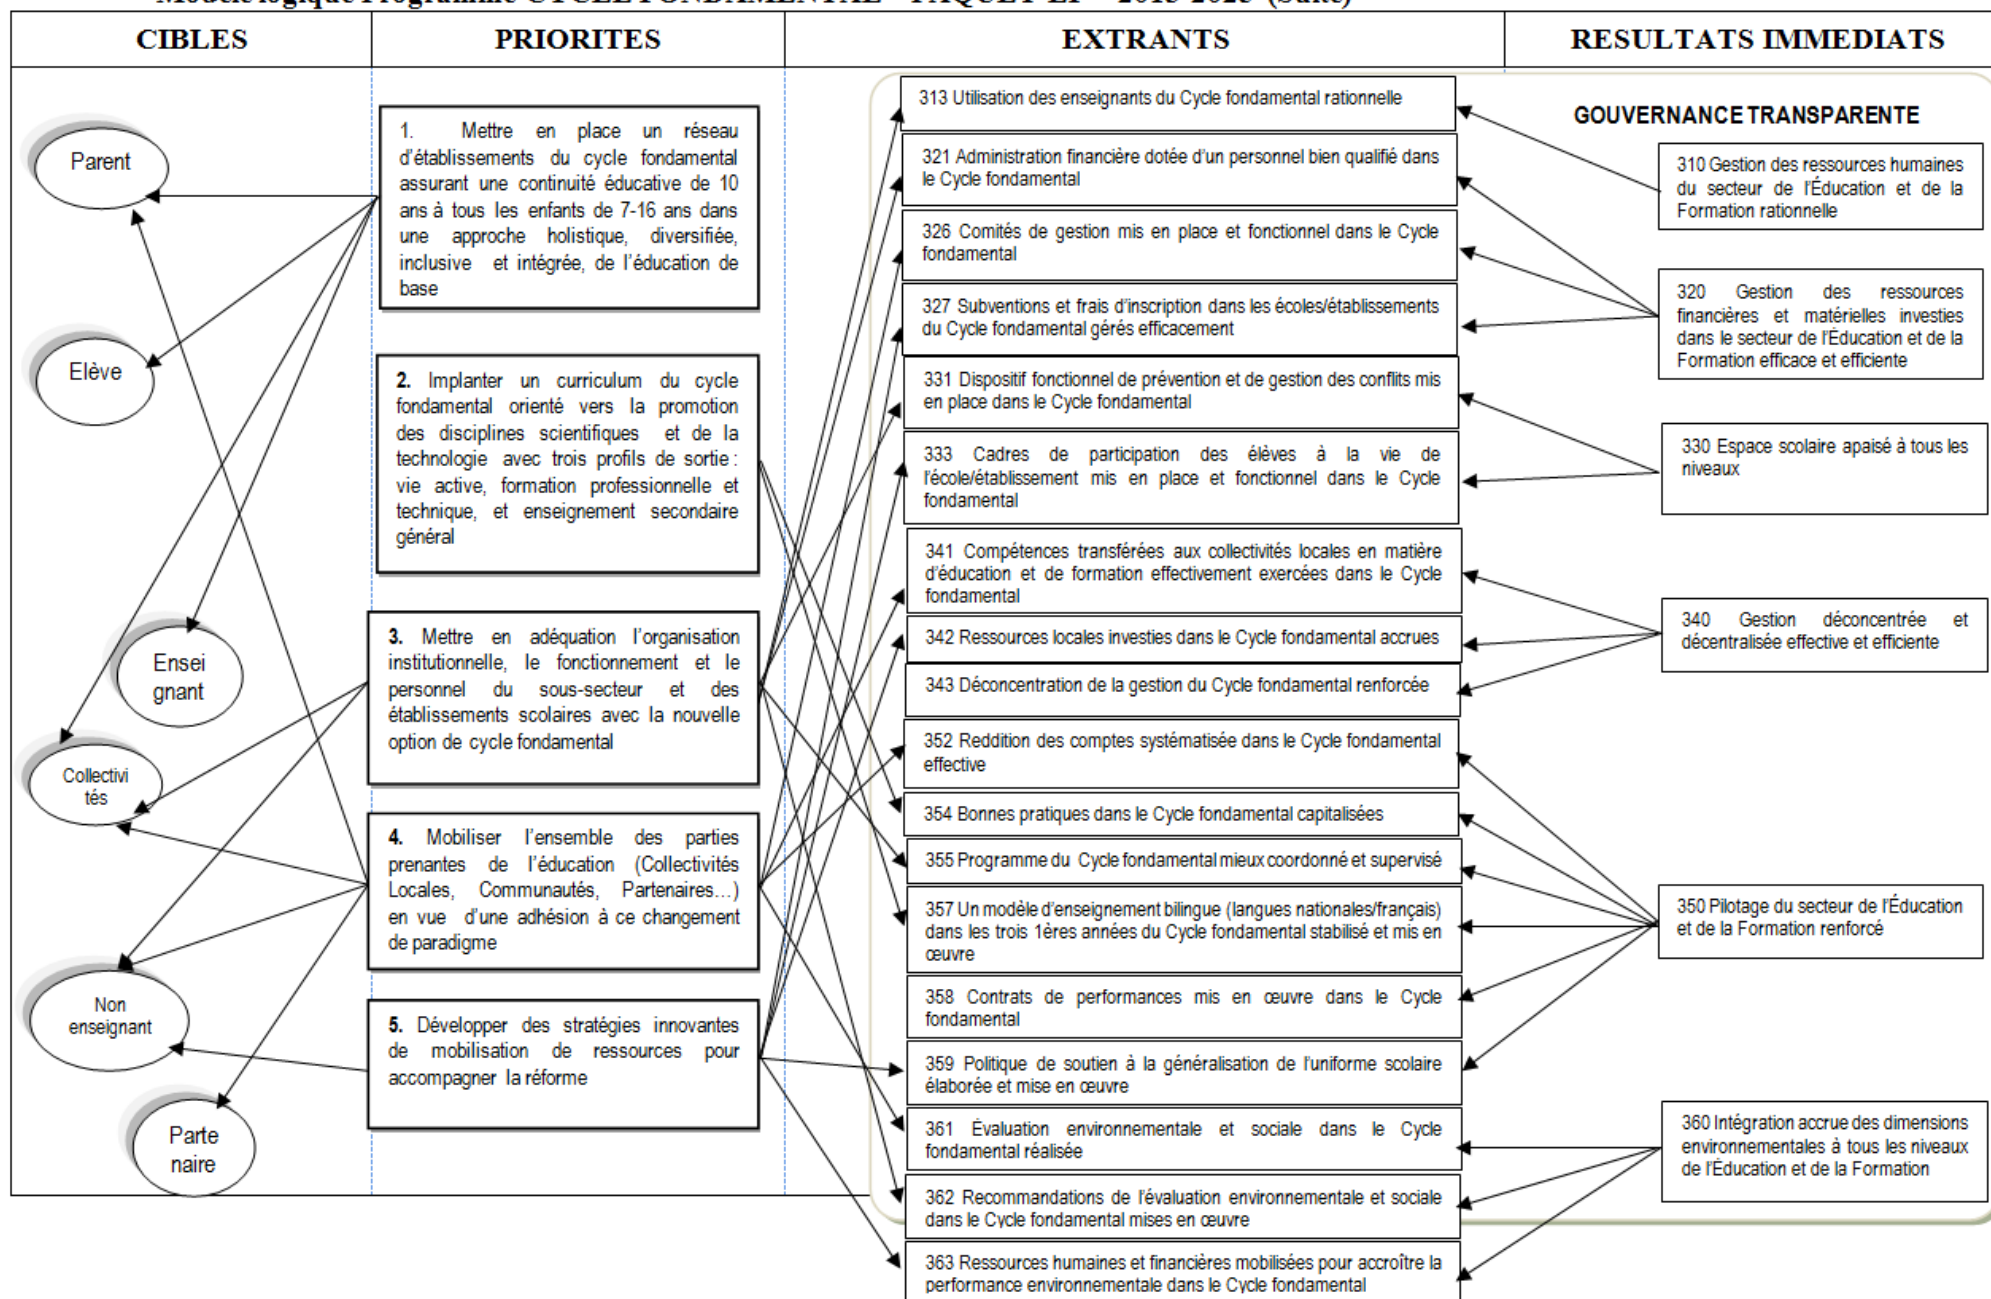 Modèle logique Programme CYCLE FONDAMENTAL - PAQUET-EF - 2013-2025 (Suite)
CIBLES
PRIORITES
EXTRANTS
RESULTATS IMMEDIATS
Parent
Elève
Ensei
gnant
Collectivi
tés
Non
enseignant
Parte
naire
1. Mettre en place un réseau
d'établissements du cycle fondamental
assurant une continuité éducative de 10
ans à tous les enfants de 7-16 ans dans
une approche holistique, diversifiée,
inclusive et intégrée, de l'éducation de
base
2. Implanter un curriculum du cycle
fondamental orienté vers la promotion
des disciplines scientifiques et de la
technologie avec trois profils de sortie :
vie active, formation professionnelle et
technique, et enseignement secondaire
général
3. Mettre en adéquation l'organisation
institutionnelle, le fonctionnement et le
personnel du sous-secteur et des
établissements scolaires avec la nouvelle
option de cycle fondamental
4. Mobiliser l'ensemble des parties
prenantes de l'éducation (Collectivités
Locales, Communautés, Partenaires…)
en vue d'une adhésion à ce changement
de paradigme
5. Développer des stratégies innovantes
de mobilisation de ressources pour
accompagner la réforme
313 Utilisation des enseignants du Cycle fondamental rationnelle
321 Administration financière dotée d'un personnel bien qualifié dans
le Cycle fondamental
326 Comités de gestion mis en place et fonctionnel dans le Cycle
fondamental
327 Subventions et frais d'inscription dans les écoles/établissements
du Cycle fondamental gérés efficacement
331 Dispositif fonctionnel de prévention et de gestion des conflits mis
en place dans le Cycle fondamental
333 Cadres de participation des élèves à la vie de
l'école/établissement mis en place et fonctionnel dans le Cycle
fondamental
341 Compétences transférées aux collectivités locales en matière
d'éducation et de formation effectivement exercées dans le Cycle
fondamental
342 Ressources locales investies dans le Cycle fondamental accrues
343 Déconcentration de la gestion du Cycle fondamental renforcée
352 Reddition des comptes systématisée dans le Cycle fondamental
effective
354 Bonnes pratiques dans le Cycle fondamental capitalisées
355 Programme du Cycle fondamental mieux coordonné et supervisé
357 Un modèle d'enseignement bilingue (langues nationales/français)
dans les trois 1ères années du Cycle fondamental stabilisé et mis en
œuvre
358 Contrats de performances mis en œuvre dans le Cycle
fondamental
359 Politique de soutien à la généralisation de l'uniforme scolaire
élaborée et mise en œuvre
361 Évaluation environnementale et sociale dans le Cycle
fondamental réalisée
362 Recommandations de l'évaluation environnementale et sociale
dans le Cycle fondamental mises en œuvre
363 Ressources humaines et financières mobilisées pour accroître la
performance environnementale dans le Cycle fondamental
GOUVERNANCE TRANSPARENTE
310 Gestion des ressources humaines
du secteur de l'Éducation et de la
Formation rationnelle
320 Gestion des ressources
financières et matérielles investies
dans le secteur de l'Éducation et de la
Formation efficace et efficiente
330 Espace scolaire apaisé à tous les
niveaux
340 Gestion déconcentrée et
décentralisée effective et efficiente
350 Pilotage du secteur de l'Éducation
et de la Formation renforcé
360 Intégration accrue des dimensions
environnementales à tous les niveaux
de l'Éducation et de la Formation